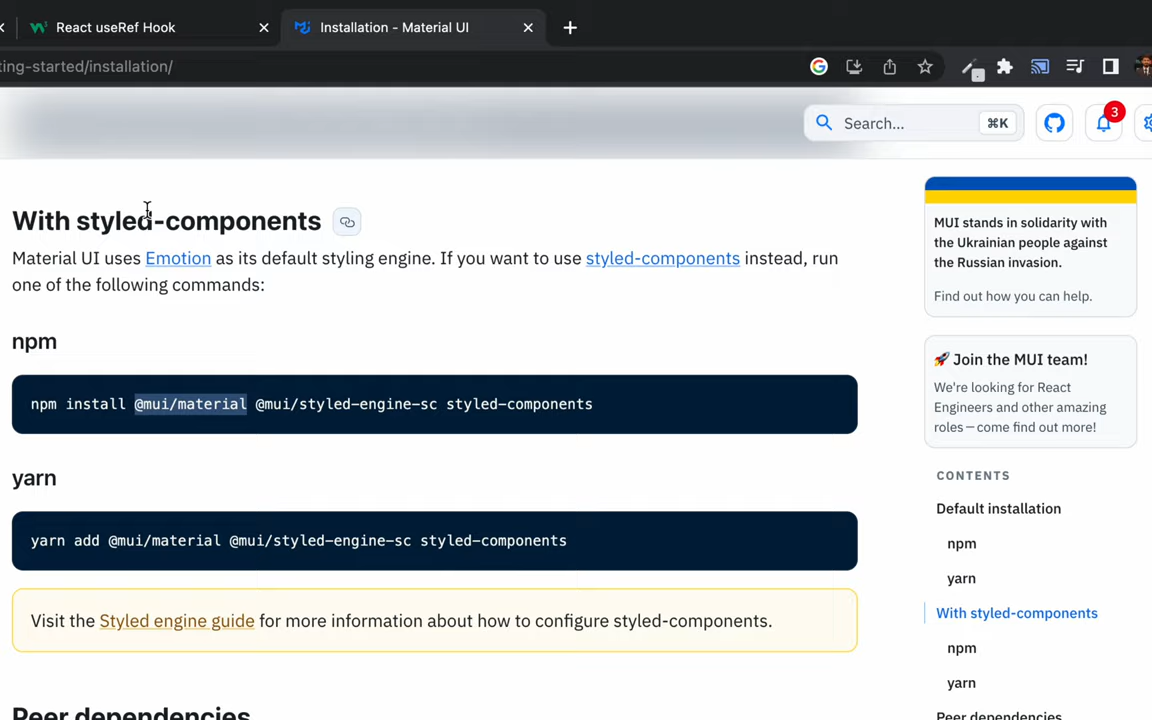 React useRef Hook
Installation - Material UI
ting-started/installation/
Search...
⌘K
3
With styled-components
Material UI uses Emotion as its default styling engine. If you want to use styled-components instead, run
one of the following commands:
npm
npm install @mui/material @mui/styled-engine-sc styled-components
yarn
yarn add @mui/material @mui/styled-engine-sc styled-components
Visit the Styled engine guide for more information about how to configure styled-components.
Peer dependencies
MUI stands in solidarity with
the Ukrainian people against
the Russian invasion.
Find out how you can help.
🚀 Join the MUI team!
We're looking for React
Engineers and other amazing
roles—come find out more!
CONTENTS
Default installation
npm
yarn
With styled-components
npm
yarn
Peer dependencies